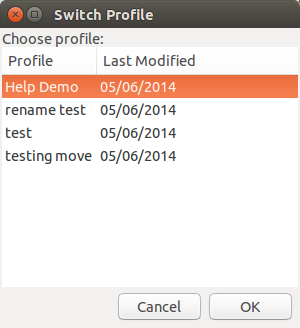 Switch Profile
Choose profile:
Profile Last Modified
Help Demo 05/06/2014
rename test 05/06/2014
test 05/06/2014
testing move 05/06/2014
Cancel OK